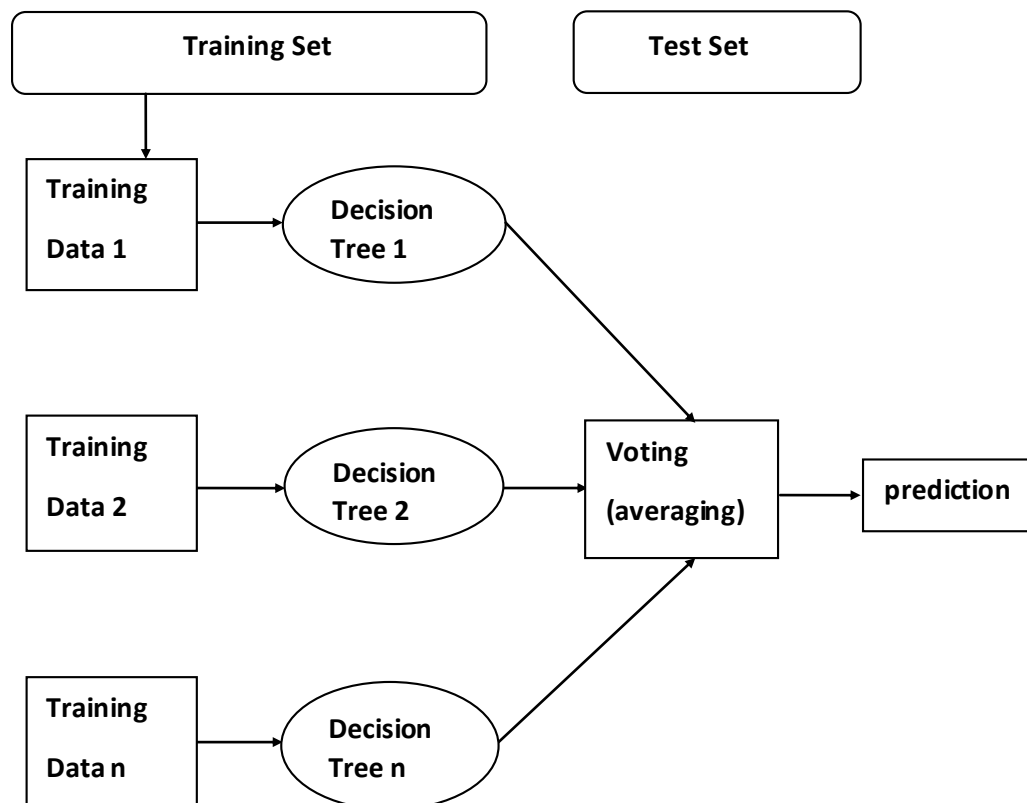 Training Set
Test Set
Training
Data 1
Decision
Tree 1
Training
Data 2
Decision
Tree 2
Voting
(averaging)
prediction
Training
Data n
Decision
Tree n